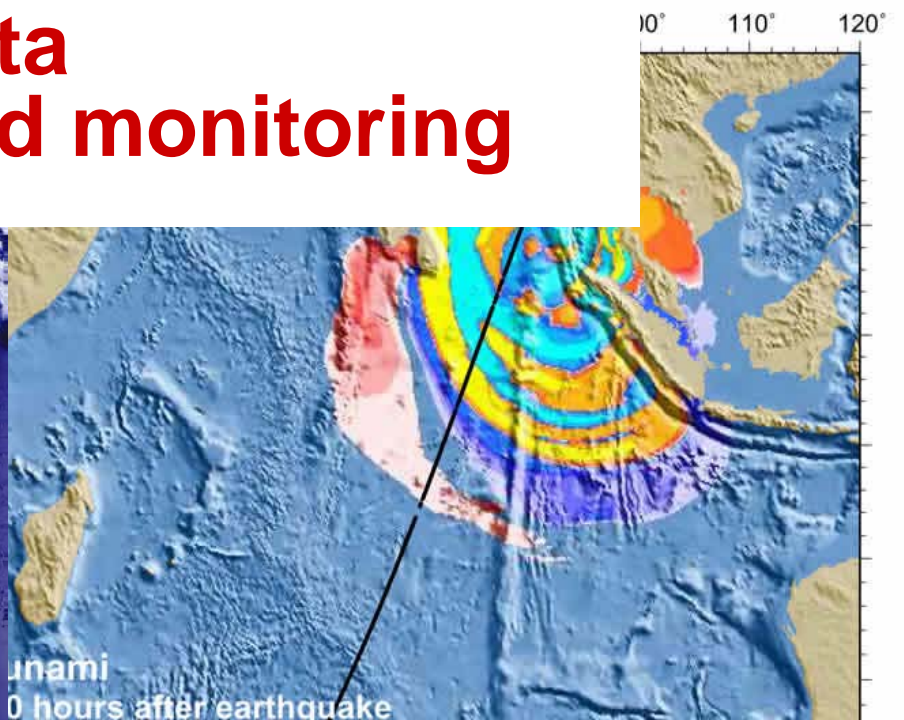 ta
d monitoring
00° 110° 120°
unami
0 hours after earthquake